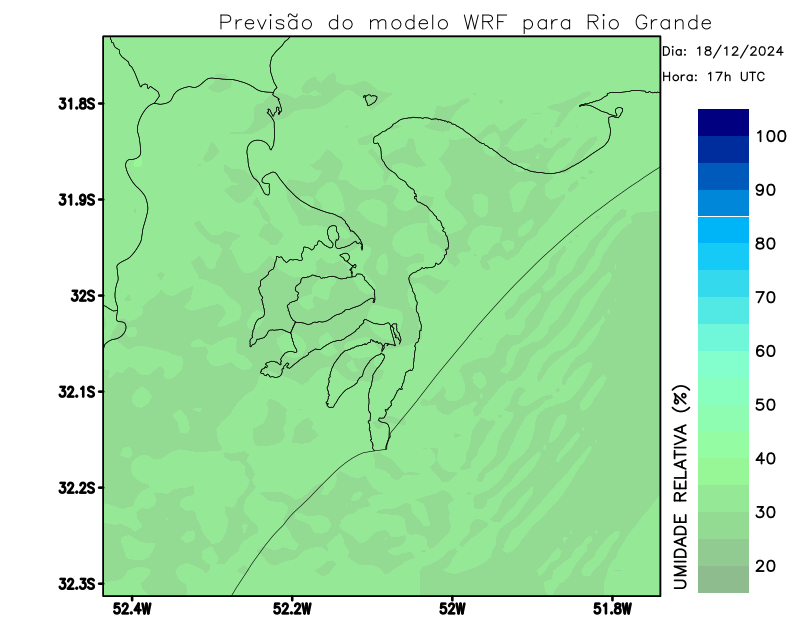 Previsão do modelo WRF para Rio Grande
Dia: 18/12/2024
Hora: 17h UTC
31.8S
31.9S
32S
32.1S
32.2S
32.3S
52.4W
52.2W
52W
51.8W
UMIDADE RELATIVA (%)
100
90
80
70
60
50
40
30
20